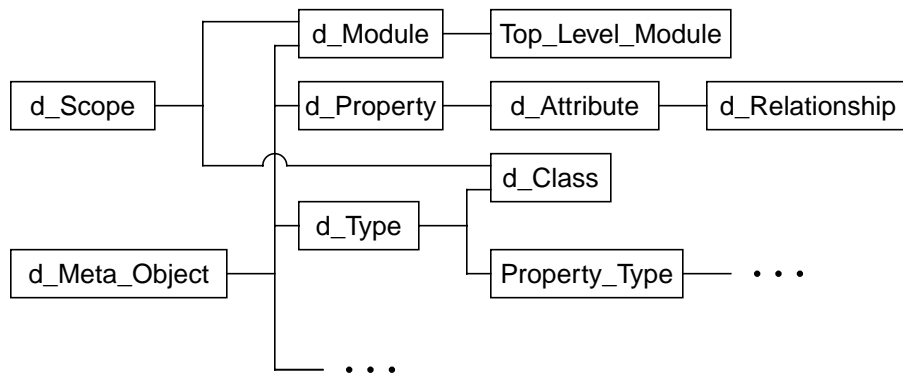 d_Module Top_Level_Module
d_Scope d_Property d_Attribute d_Relationship
d_Class
d_Type
d_Meta_Object Property_Type • • •
• • •